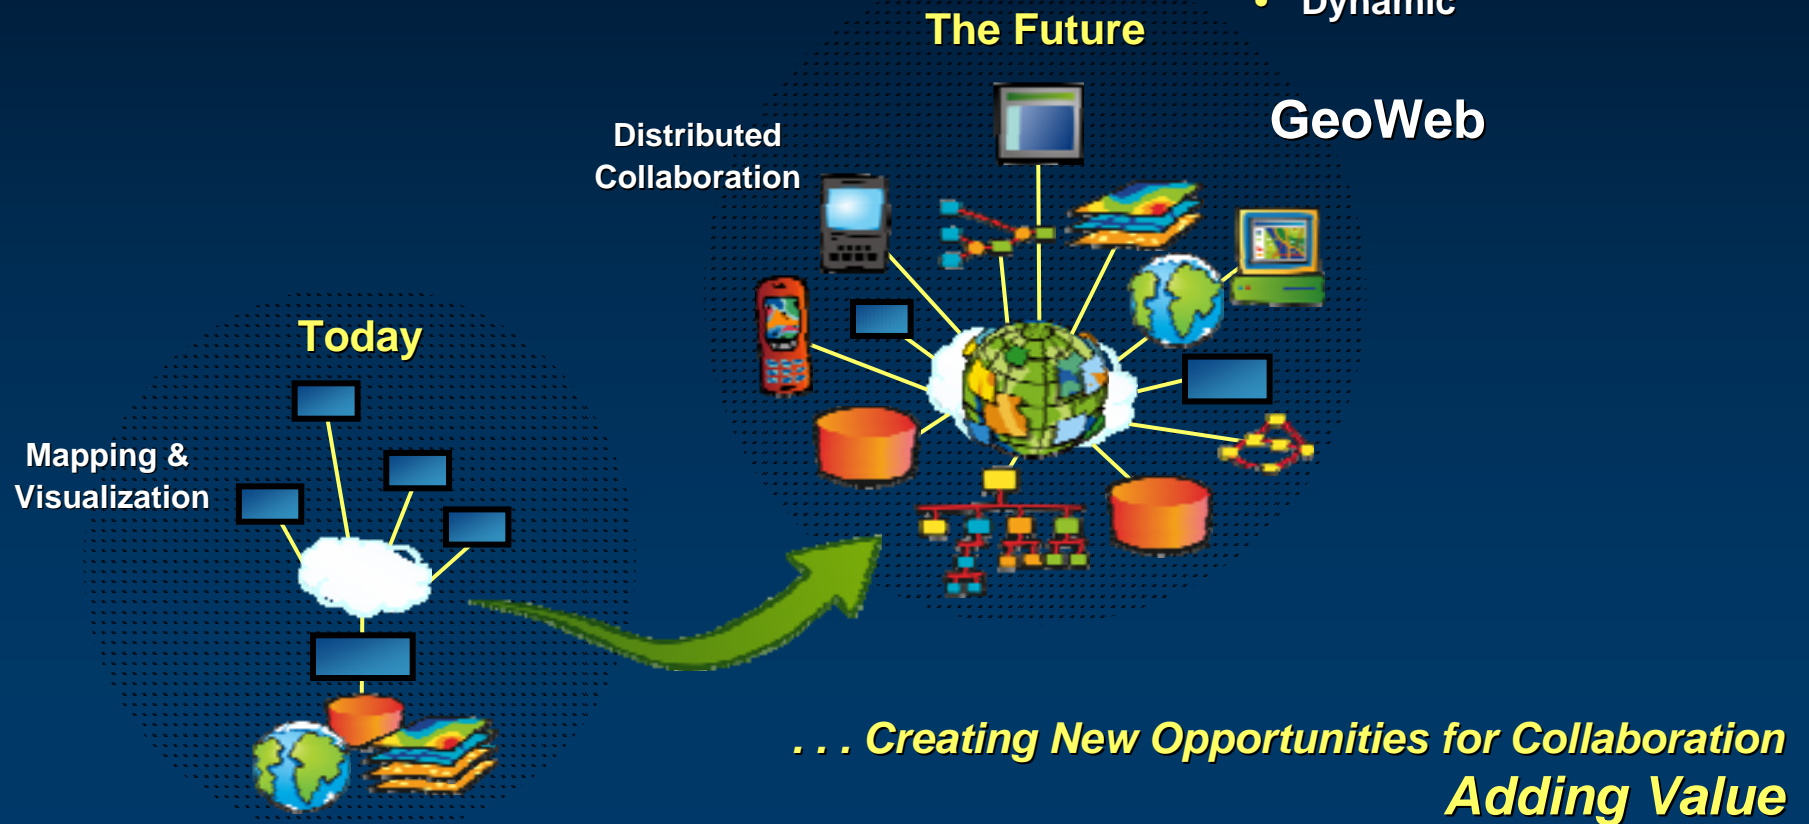 • Dynamic
The Future
GeoWeb
Distributed
Collaboration
Today
Mapping &
Visualization
. . . Creating New Opportunities for Collaboration
Adding Value